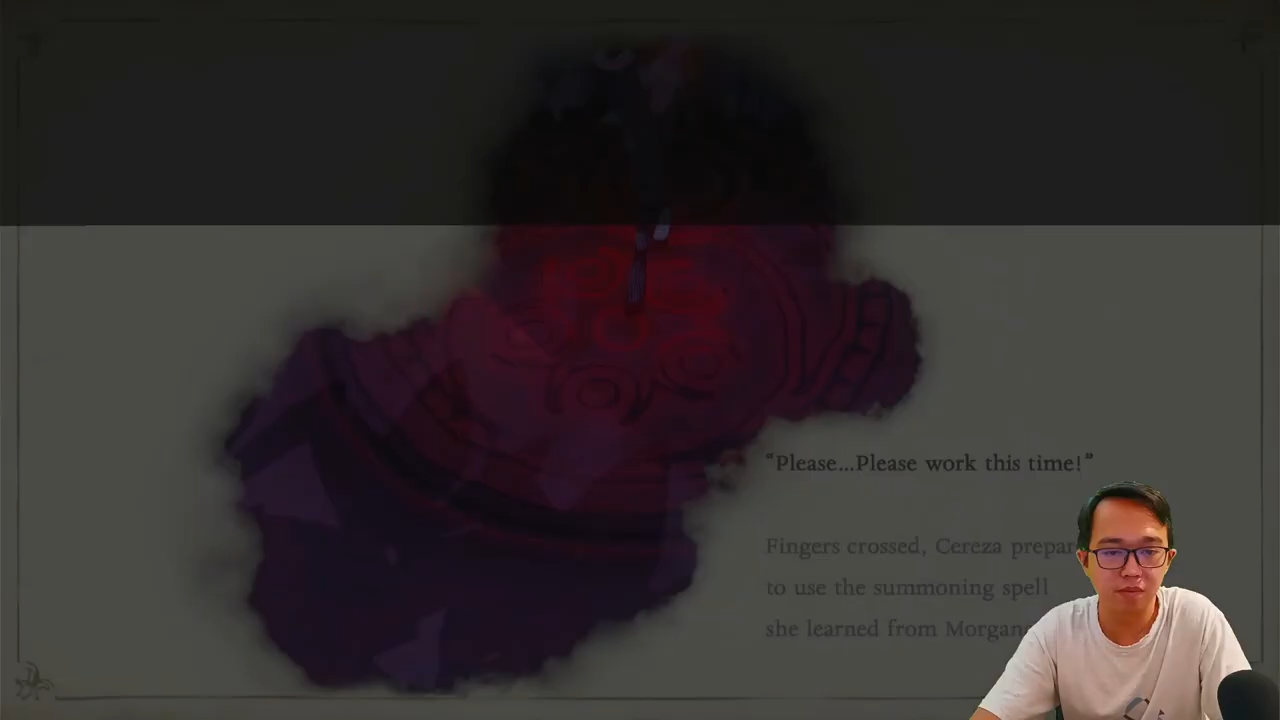 “Please...Please work this time!”
Fingers crossed, Cereza prepar
to use the summoning spell
she learned from Morgan